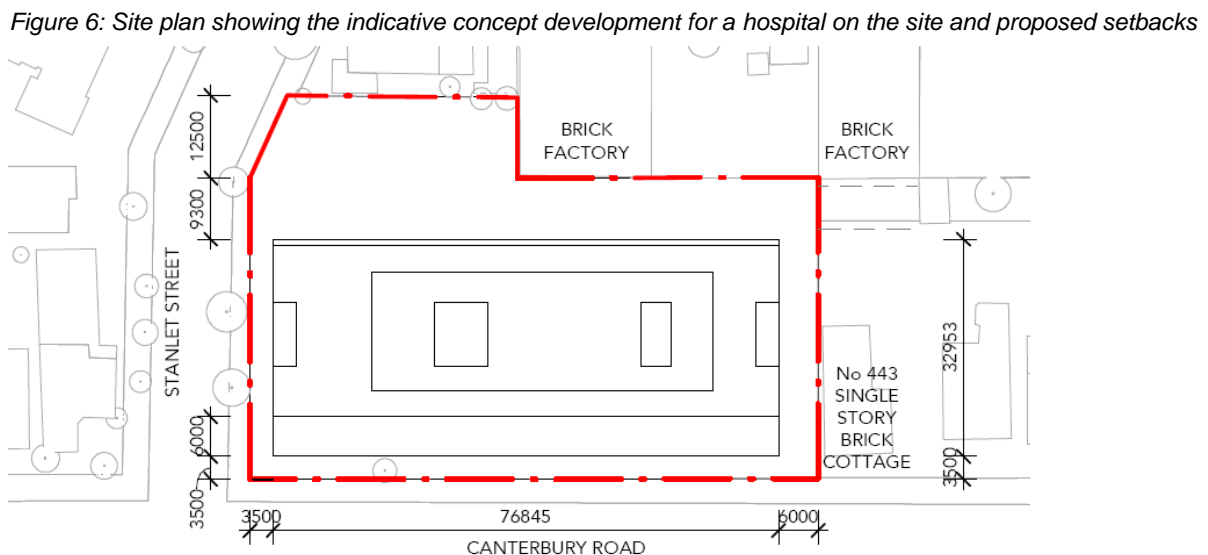 Figure 6: Site plan showing the indicative concept development for a hospital on the site and proposed setbacks
12500
BRICK
FACTORY
BRICK
FACTORY
9300
STANLET STREET
32953
No 443
SINGLE
STORY
BRICK
COTTAGE
6000
3500
3500
3500
76845
6000
CANTERBURY ROAD